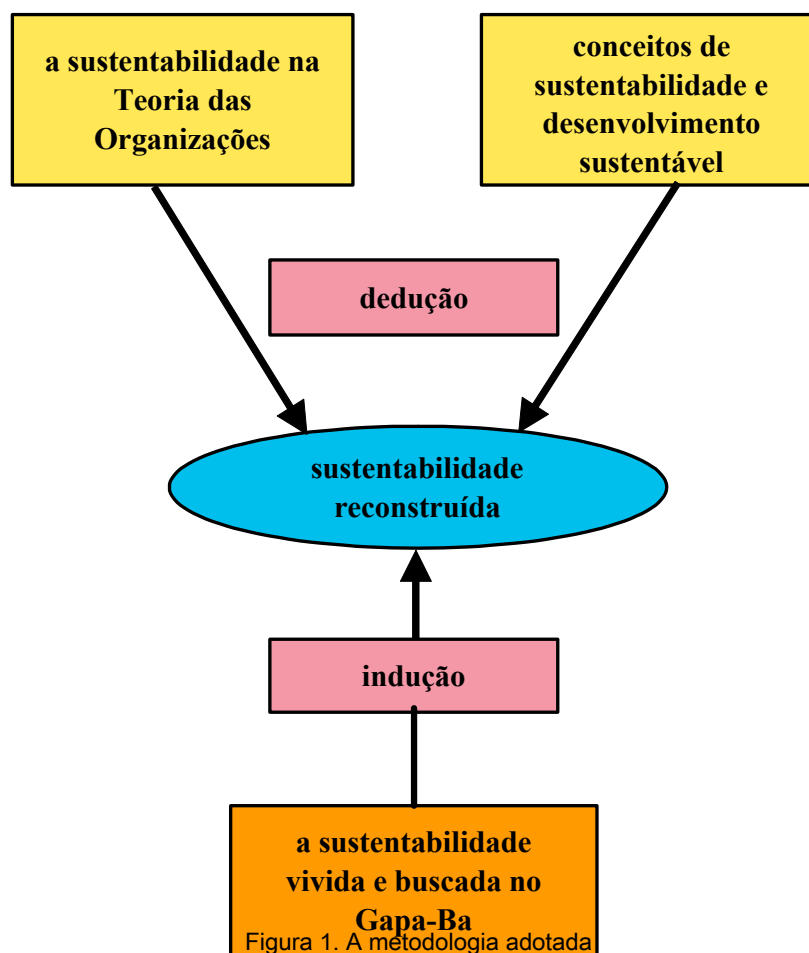 a sustentabilidade na
Teoria das
Organizações
conceitos de
sustentabilidade e
desenvolvimento
sustentável
dedução
sustentabilidade
reconstruída
indução
a sustentabilidade
vivida e buscada no
Gapa-Ba
Figura 1. A metodologia adotada